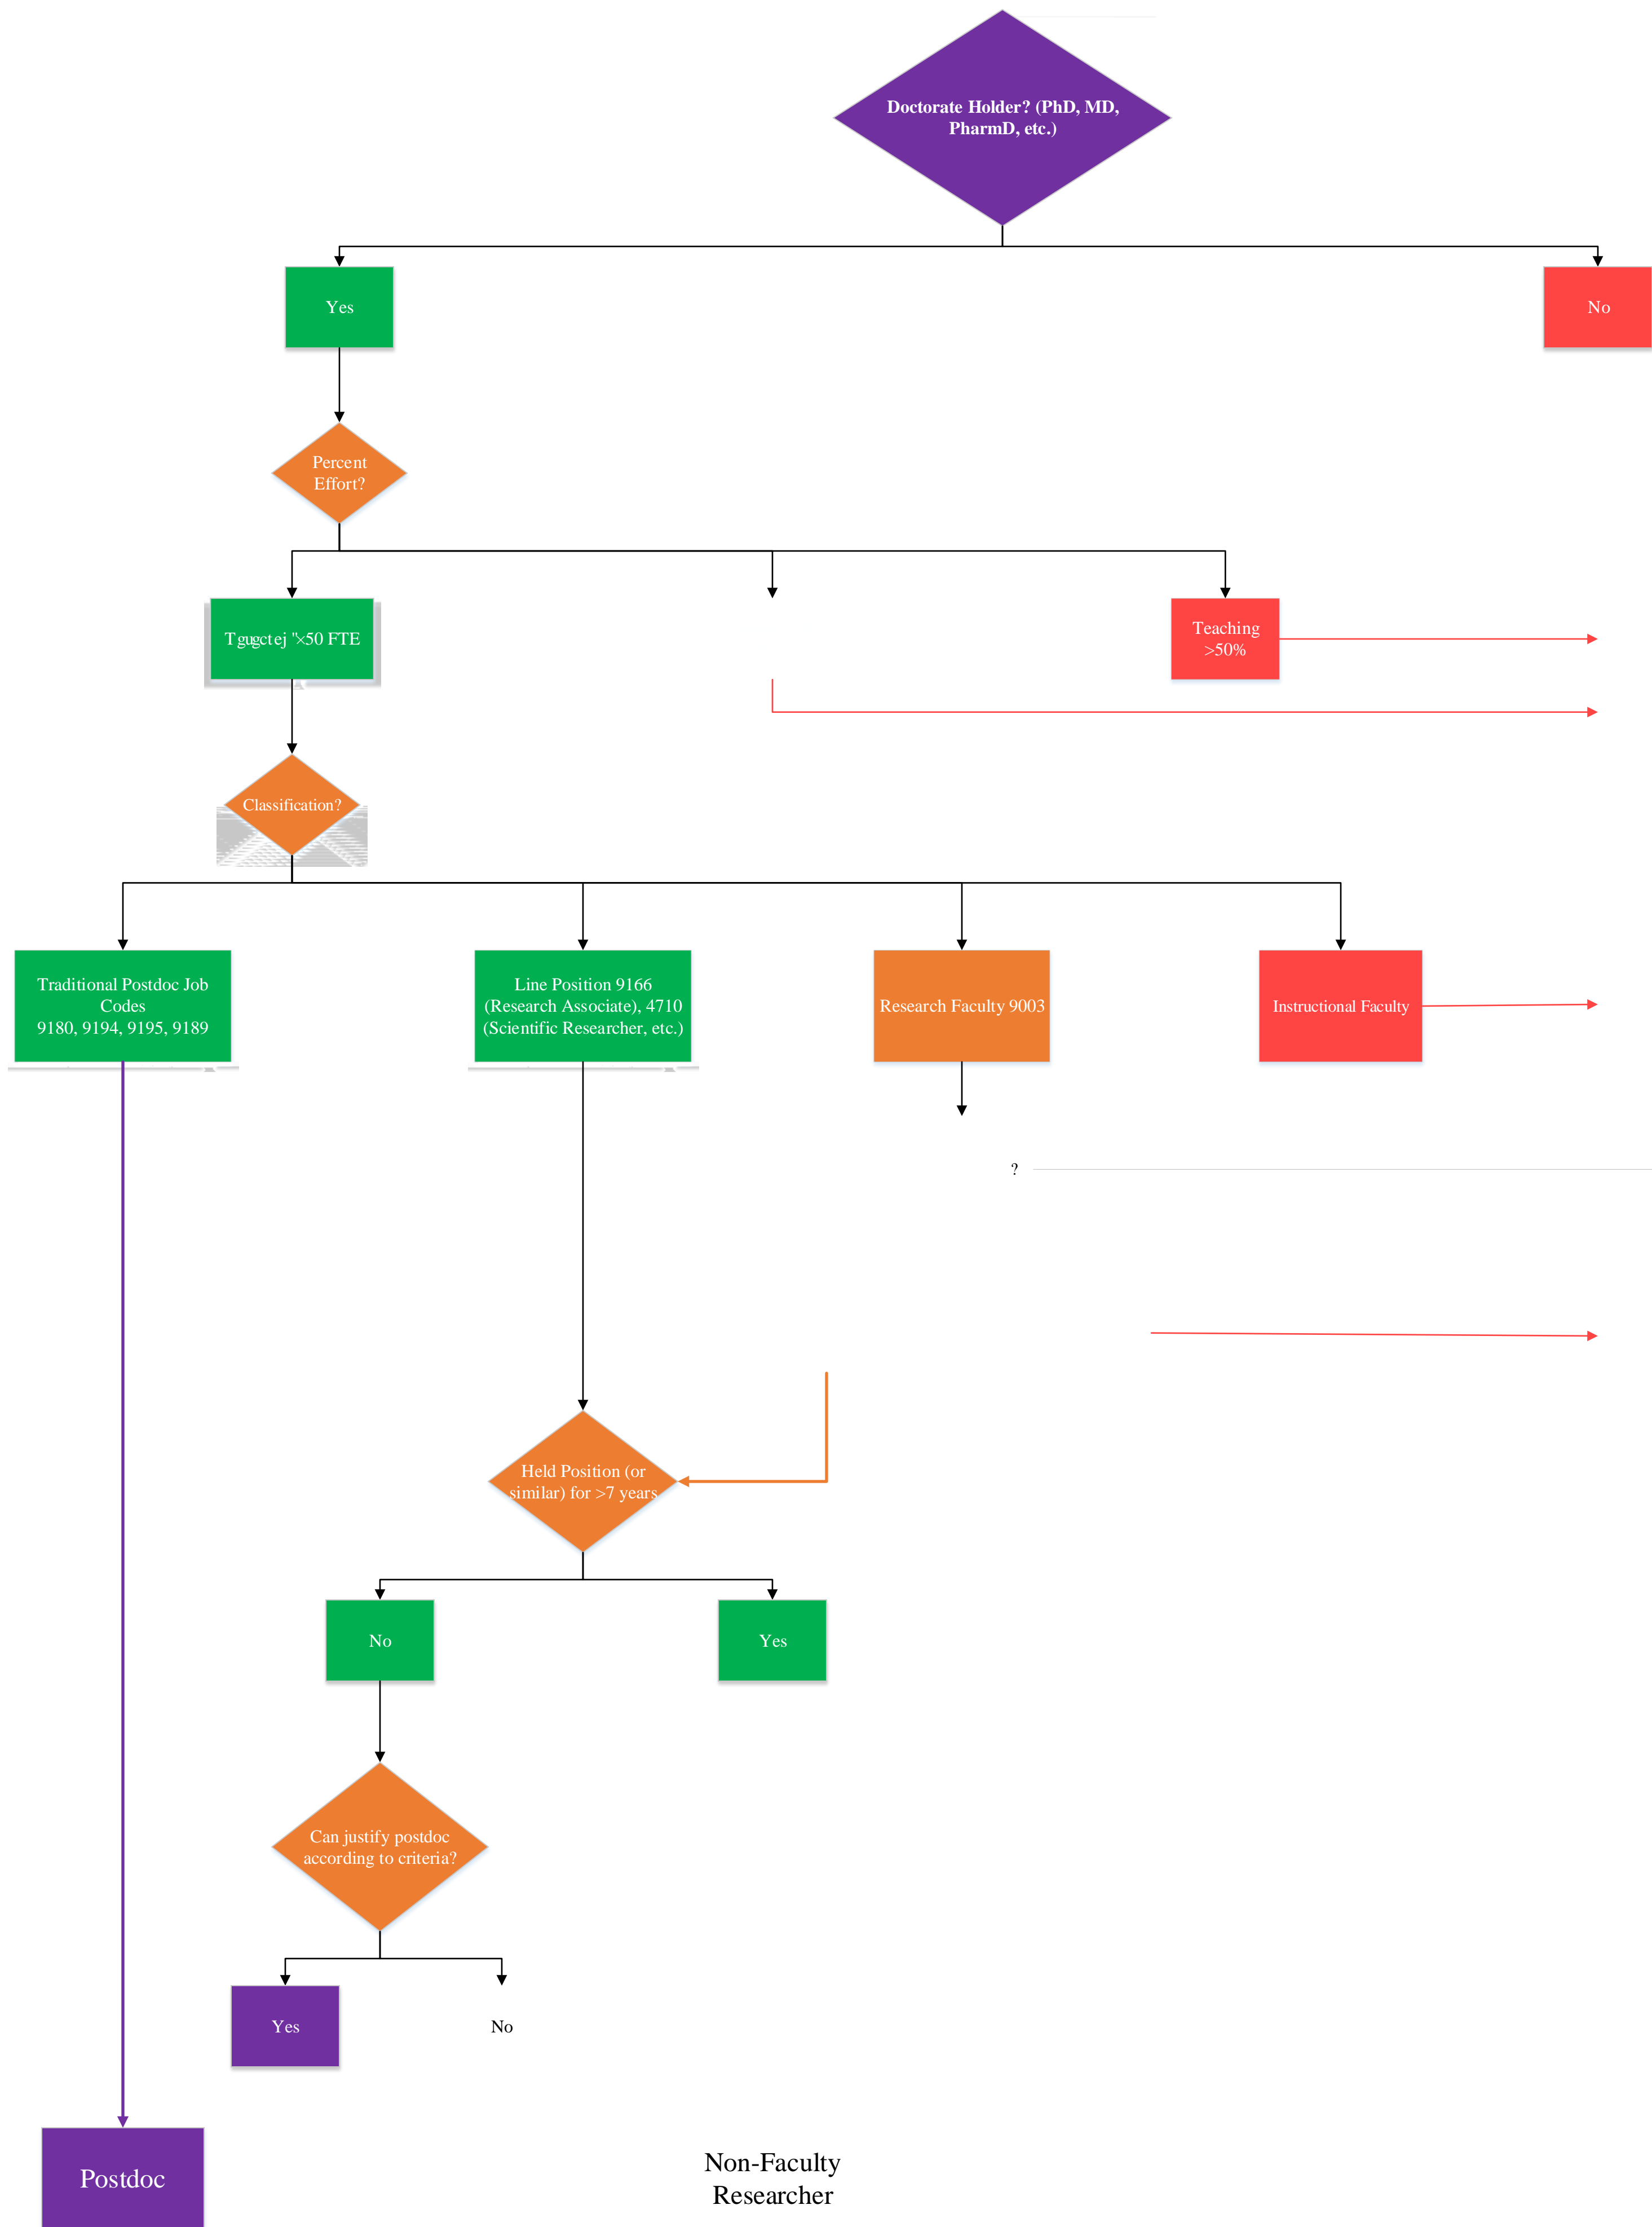 Doctorate Holder? (PhD, MD,
PharmD, etc.)
Yes
No
Percent
Effort?
Tgugctej "×50 FTE
Teaching
>50%
Classification?
Traditional Postdoc Job
Codes
9180, 9194, 9195, 9189
Line Position 9166
(Research Associate), 4710
(Scientific Researcher, etc.)
Research Faculty 9003
Instructional Faculty
?
Held Position (or
similar) for >7 years
No
Yes
Can justify postdoc
according to criteria?
Yes
No
Postdoc
Non-Faculty
Researcher